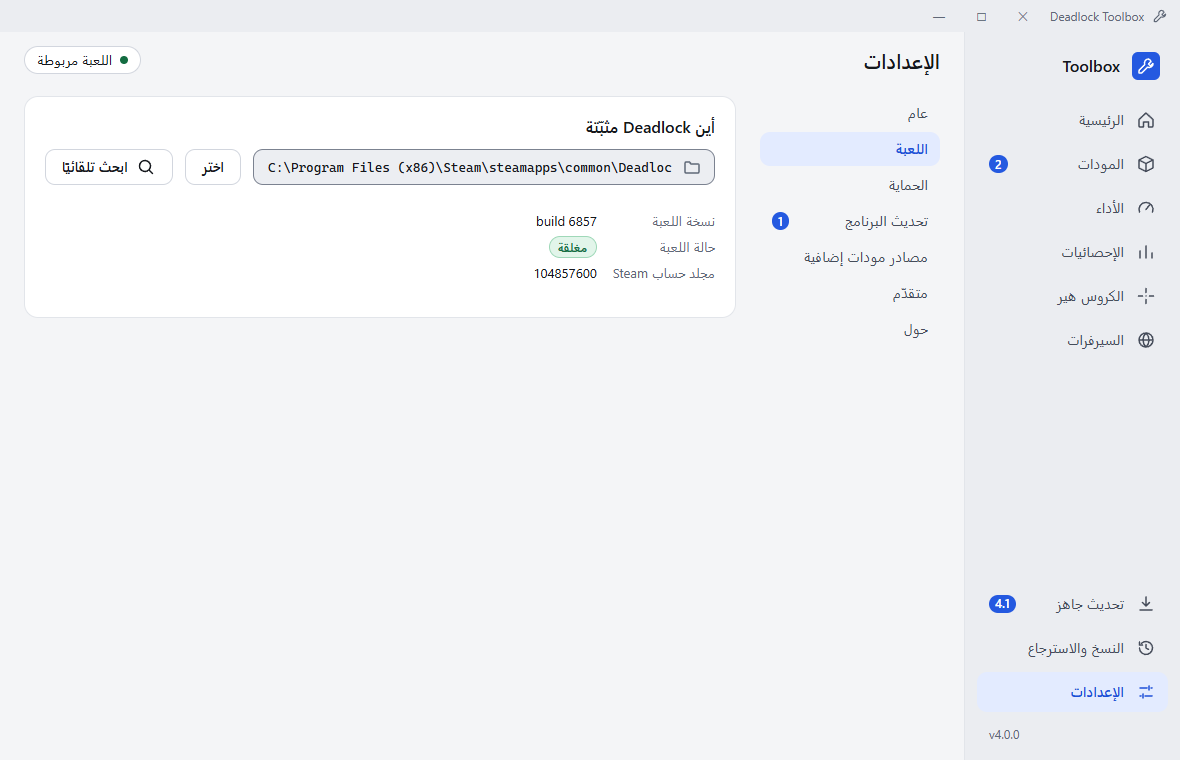 Deadlock Toolbox
Toolbox
الرئيسية
المودات
2
الأداء
الإحصائيات
الكروس هير
السيرفرات
تحديث جاهز
4.1
النسخ والاسترجاع
الإعدادات
v4.0.0
الإعدادات
اللعبة مربوطة
عام
اللعبة
الحماية
تحديث البرنامج
1
مصادر مودات إضافية
متقدّم
حول
أين Deadlock مثبّتة
C:\Program Files (x86)\Steam\steamapps\common\Deadloc
اختر
ابحث تلقائيًا
نسخة اللعبة build 6857
حالة اللعبة مغلقة
مجلد حساب Steam 104857600